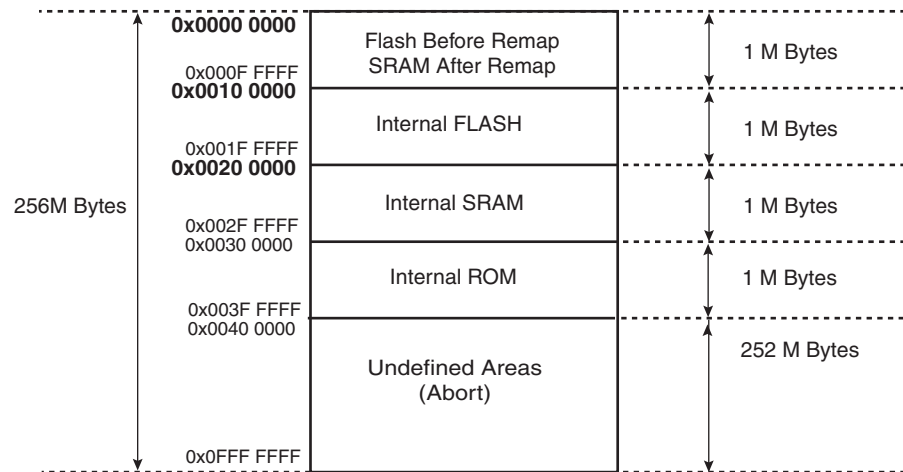 0x0000 0000
Flash Before Remap
SRAM After Remap
1 M Bytes
0x000F FFFF
0x0010 0000
Internal FLASH
1 M Bytes
0x001F FFFF
0x0020 0000
256M Bytes
Internal SRAM
1 M Bytes
0x002F FFFF
0x0030 0000
Internal ROM
1 M Bytes
0x003F FFFF
0x0040 0000
252 M Bytes
Undefined Areas
(Abort)
0x0FFF FFFF